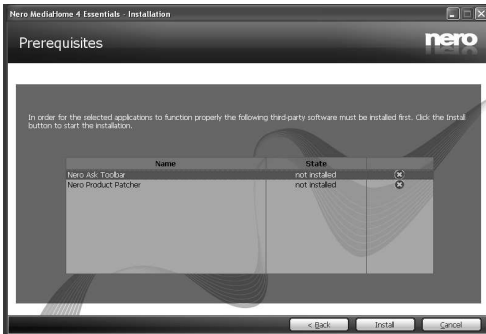 Nero MediaHome 4 Essentials - Installation
Prerequisites
nero
In order for the selected applications to function properly the following third-party software must be installed first. Click the Install
button to start the installation.
Name State
Nero Ask Toolbar not installed
Nero Product Patcher not installed
< Back Install Cancel